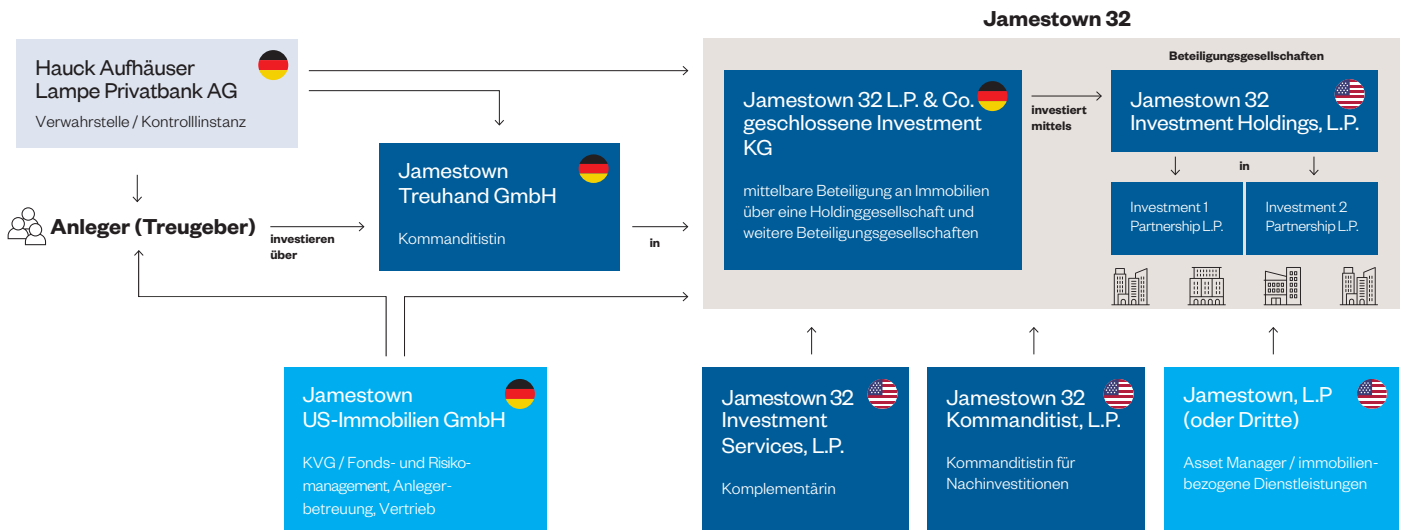 Jamestown 32
Hauck Aufhäuser
Lampe Privatbank AG
Verwahrstelle / Kontrolllinstanz
Anleger (Treugeber)
investieren
über
Jamestown
Treuhand GmbH
Kommanditistin
in
Jamestown 32 L.P. & Co.
geschlossene Investment
KG
mittelbare Beteiligung an Immobilien
über eine Holdinggesellschaft und
weitere Beteiligungsgesellschaften
investiert
mittels
Beteiligungsgesellschaften
Jamestown 32
Investment Holdings, L.P.
in
Investment 1
Partnership L.P.
Investment 2
Partnership L.P.
Jamestown
US-Immobilien GmbH
KVG / Fonds- und Risiko-
management, Anleger-
betreuung, Vertrieb
Jamestown 32
Investment
Services, L.P.
Komplementärin
Jamestown 32
Kommanditist, L.P.
Kommanditistin für
Nachinvestitionen
Jamestown, L.P
(oder Dritte)
Asset Manager / immobilien-
bezogene Dienstleistungen